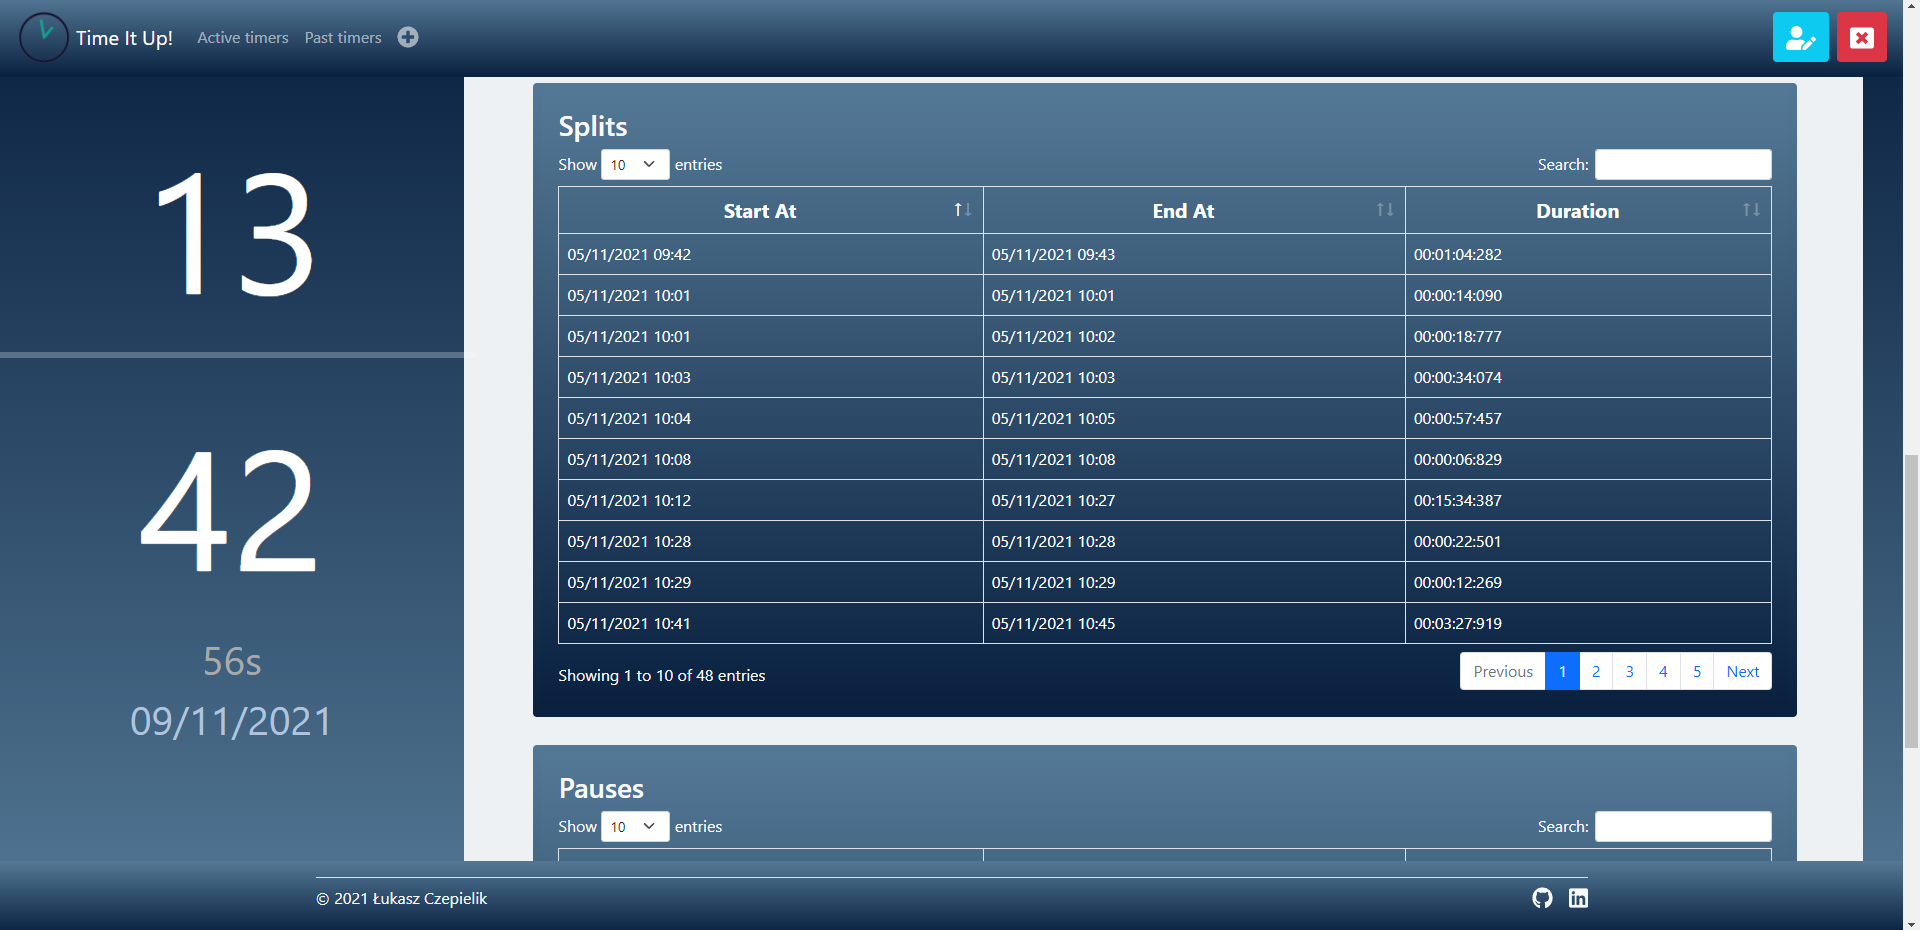 Time It Up! Active timers Past timers
13
42
56s
09/11/2021
Splits
Show 10 entries Search:
Start At End At Duration
05/11/2021 09:42 05/11/2021 09:43 00:01:04:282
05/11/2021 10:01 05/11/2021 10:01 00:00:14:090
05/11/2021 10:01 05/11/2021 10:02 00:00:18:777
05/11/2021 10:03 05/11/2021 10:03 00:00:34:074
05/11/2021 10:04 05/11/2021 10:05 00:00:57:457
05/11/2021 10:08 05/11/2021 10:08 00:00:06:829
05/11/2021 10:12 05/11/2021 10:27 00:15:34:387
05/11/2021 10:28 05/11/2021 10:28 00:00:22:501
05/11/2021 10:29 05/11/2021 10:29 00:00:12:269
05/11/2021 10:41 05/11/2021 10:45 00:03:27:919
Showing 1 to 10 of 48 entries Previous 1 2 3 4 5 Next
Pauses
Show 10 entries Search:
© 2021 Łukasz Czepielik